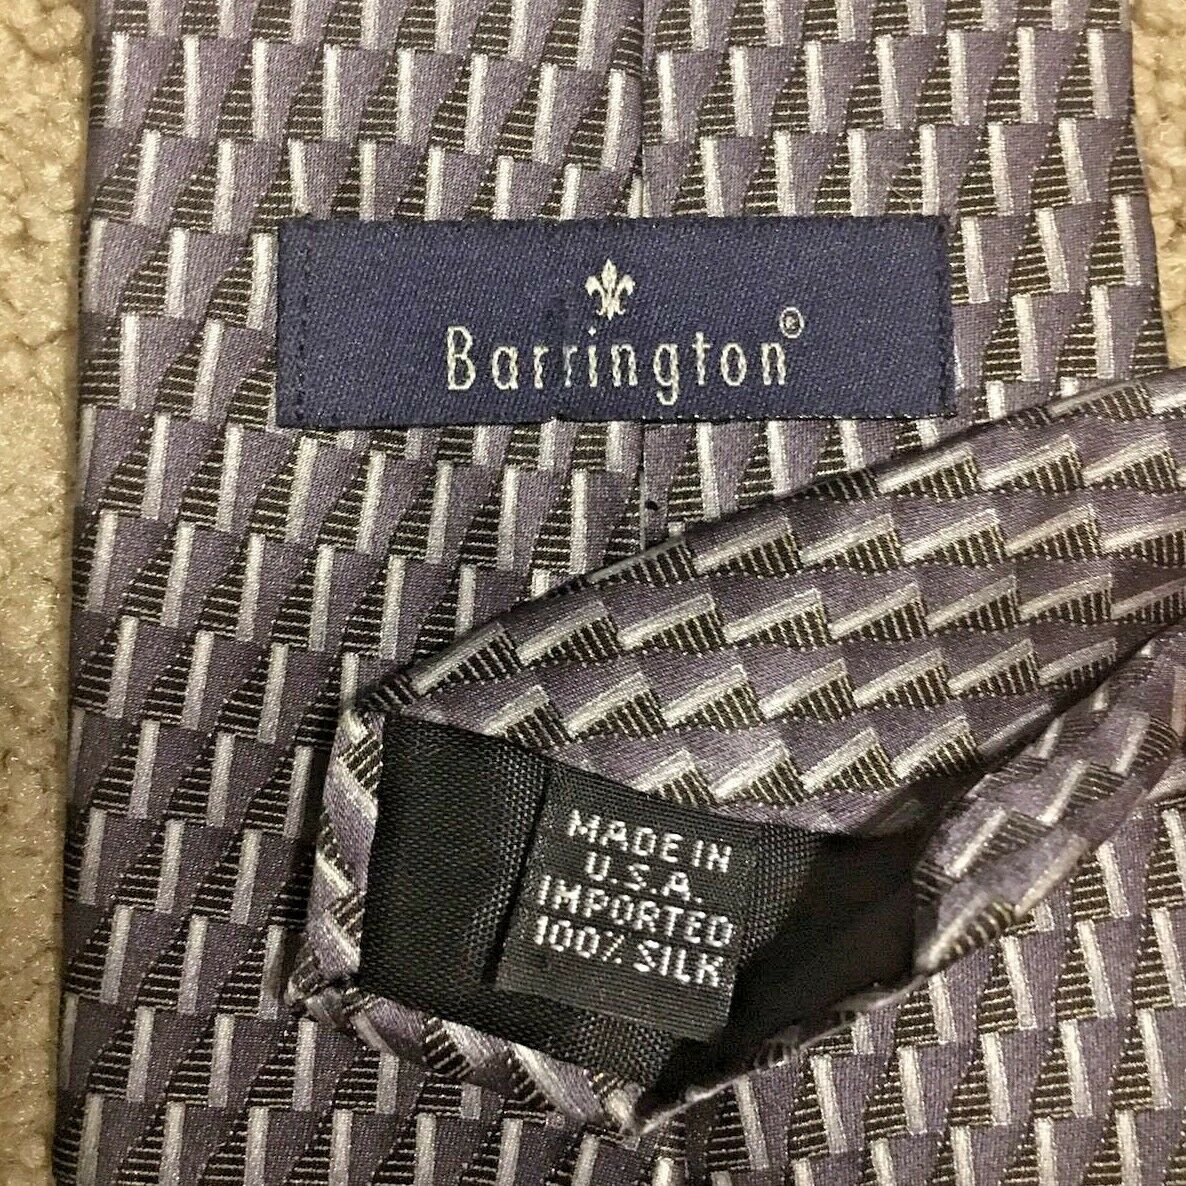 Barrington®
MADE IN
U.S.A.
IMPORTED
100% SILK